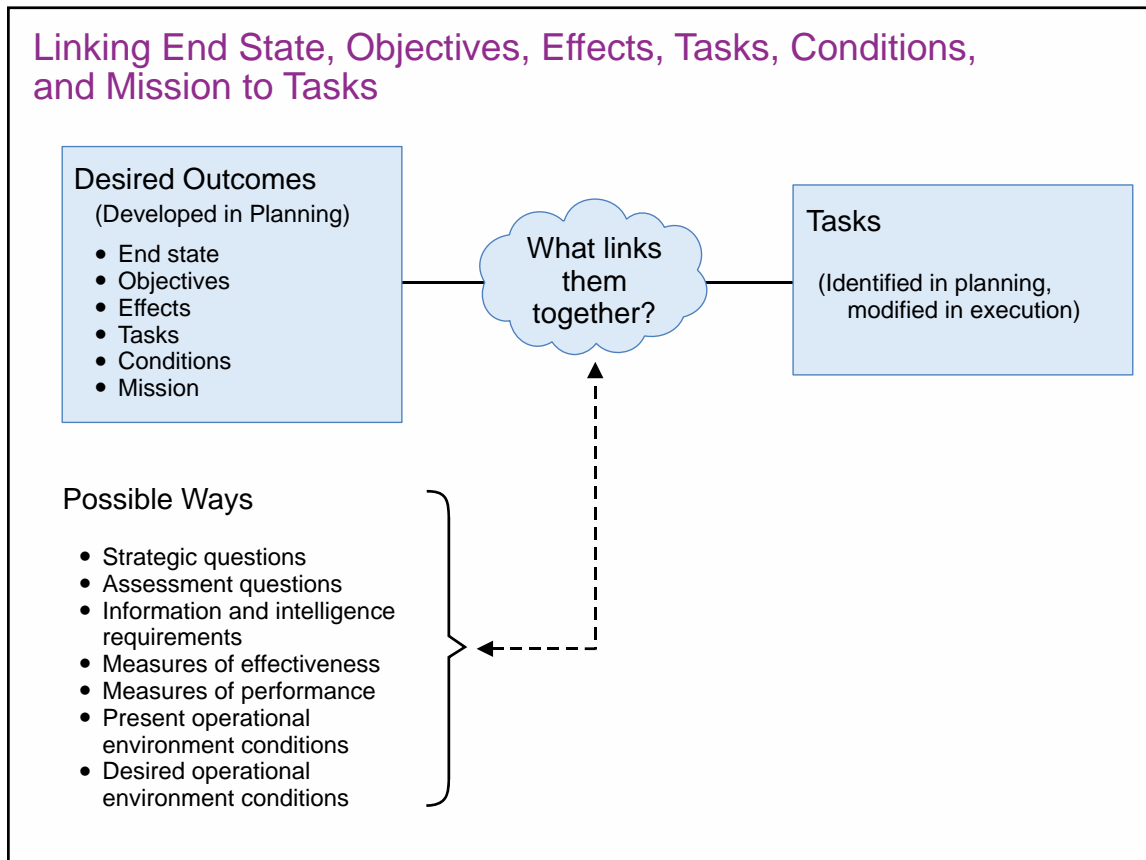 Linking End State, Objectives, Effects, Tasks, Conditions,
and Mission to Tasks
Desired Outcomes
(Developed in Planning)
• End state
• Objectives
• Effects
• Tasks
• Conditions
• Mission
What links
them
together?
Tasks
(Identified in planning,
modified in execution)
Possible Ways
• Strategic questions
• Assessment questions
• Information and intelligence
requirements
• Measures of effectiveness
• Measures of performance
• Present operational
environment conditions
• Desired operational
environment conditions